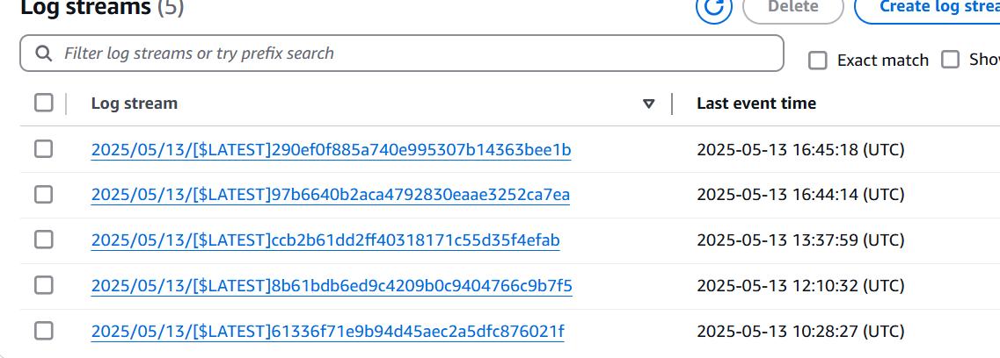 Log streams (5)
Delete
Create log
Filter log streams or try prefix search
Exact match
Log stream
Last event time
2025/05/13/[$LATEST]290ef0f885a740e995307b14363bee1b
2025-05-13 16:45:18 (UTC)
2025/05/13/[$LATEST]97b6640b2aca4792830eaae3252ca7ea
2025-05-13 16:44:14 (UTC)
2025/05/13/[$LATEST]ccb2b61dd2ff40318171c55d35f4efab
2025-05-13 13:37:59 (UTC)
2025/05/13/[$LATEST]8b61bdb6ed9c4209b0c9404766c9b7f5
2025-05-13 12:10:32 (UTC)
2025/05/13/[$LATEST]61336f71e9b94d45aec2a5dfc876021f
2025-05-13 10:28:27 (UTC)